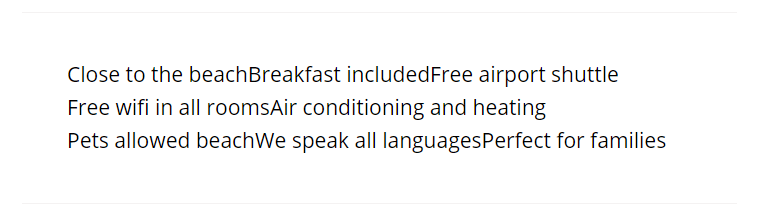 Close to the beachBreakfast includedFree airport shuttle
Free wifi in all roomsAir conditioning and heating
Pets allowed beachWe speak all languagesPerfect for families